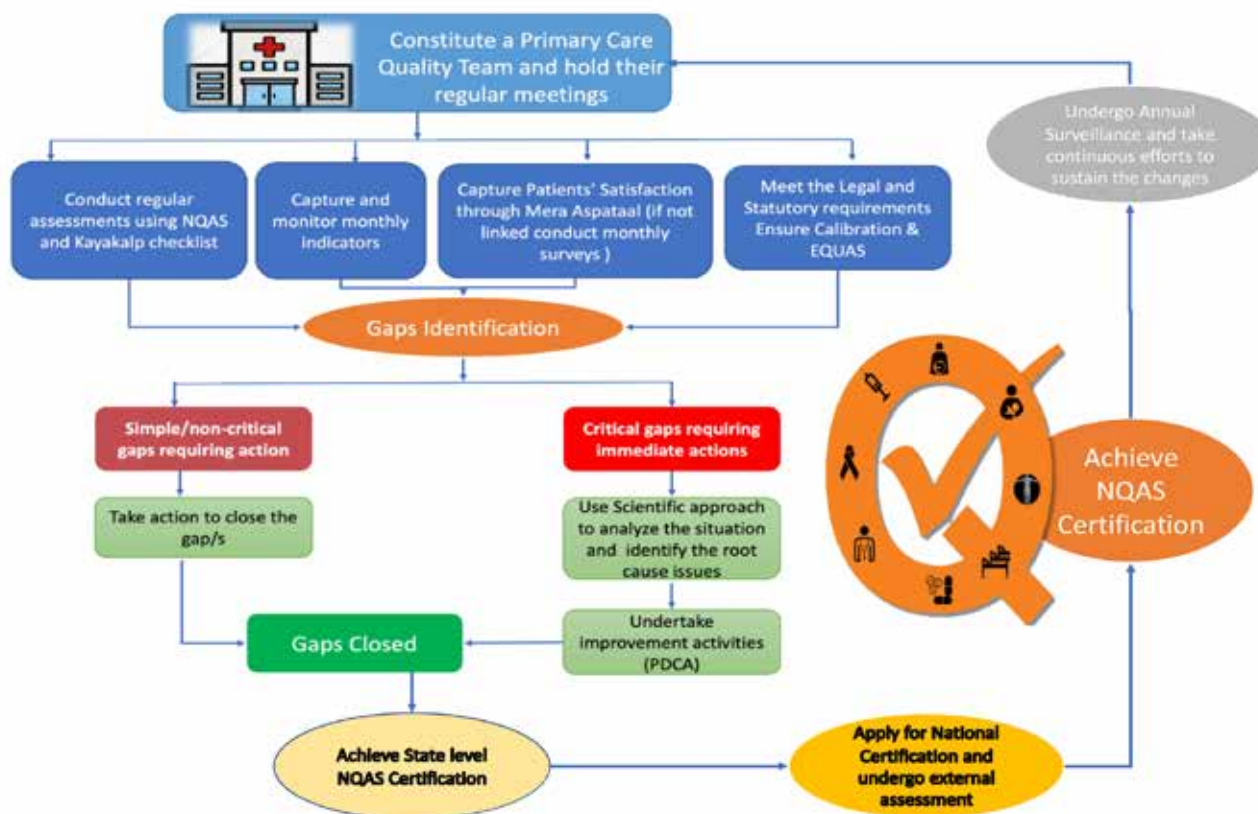 Constitute a Primary Care
Quality Team and hold their
regular meetings
Undergo Annual
Surveillance and take
continuous efforts to
sustain the changes
Conduct regular
assessments using NQAS
and Kayakalp checklist
Capture and
monitor monthly
indicators
Capture Patients' Satisfaction
through Mera Aspataal (if not
linked conduct monthly
surveys )
Meet the Legal and
Statutory requirements
Ensure Calibration &
EQUAS
Gaps Identification
Simple/non-critical
gaps requiring action
Critical gaps requiring
immediate actions
Take action to close the
gap/s
Use Scientific approach
to analyze the situation
and identify the root
cause issues
Undertake
improvement activities
(PDCA)
Gaps Closed
Achieve
NQAS
Certification
Achieve State level
NQAS Certification
Apply for National
Certification and
undergo external
assessment